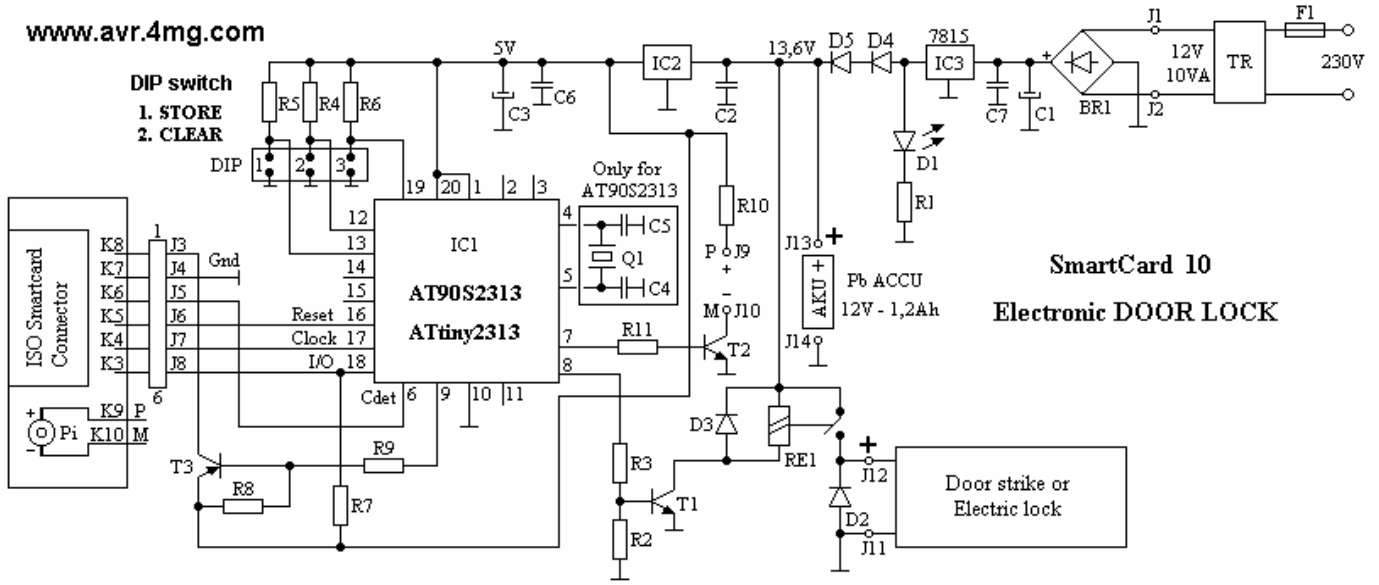 www.avr.4mg.com
DIP switch
1. STORE
2. CLEAR
DIP 1 2 3
R5 R4 R6
5V
C3
C6
IC2
C2
13,6V
D5 D4
7815
IC3
C7 C1
BR1
J1
J2
12V
10VA
TR
F1
230V
D1
R1
19 20 1 2 3
12
13
14
15
16
17
18
4
5
7
8
6 9 10 11
IC1
AT90S2313
ATtiny2313
Only for
AT90S2313
C5
Q1
C4
R10
P J9
+
-
M J10
R11
T2
J13 +
AKU +
J14
Pb ACCU
12V - 1,2Ah
SmartCard 10
Electronic DOOR LOCK
ISO Smartcard
Connector
K8
K7
K6
K5
K4
K3
1
6
J3
J4
J5
J6
J7
J8
Gnd
Reset
Clock
I/O
Cdet
K9 P
K10 M
+
Pi
-
T3
R8
R9
R7
R3
R2
T1
D3
RE1
+
J12
D2
J11
Door strike or
Electric lock